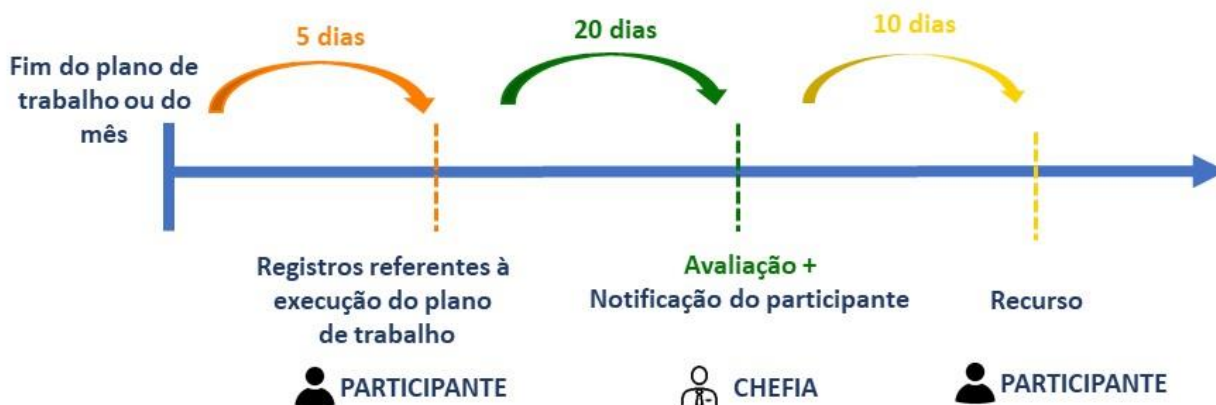 5 dias
20 dias
10 dias
Fim do plano de
trabalho ou do
mês
Registros referentes à
execução do plano
de trabalho
Avaliação +
Notificação do participante
Recurso
PARTICIPANTE
CHEFIA
PARTICIPANTE